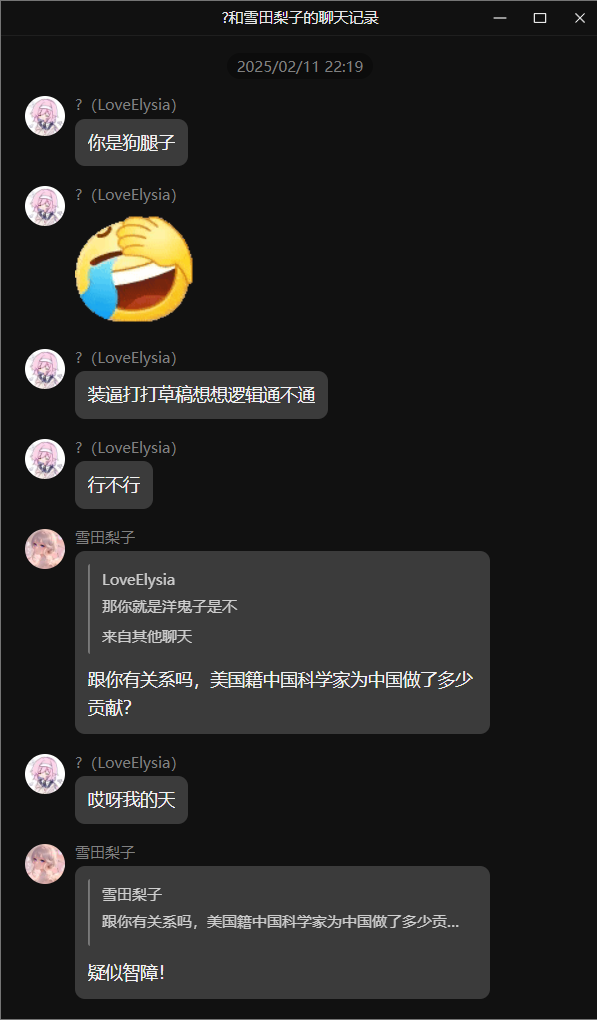 ?和雪田梨子的聊天记录
2025/02/11 22:19
?（LoveElysia）
你是狗腿子
?（LoveElysia）
?（LoveElysia）
装逼打打草稿想想逻辑通不通
?（LoveElysia）
行不行
雪田梨子
LoveElysia
那你就是洋鬼子是不
来自其他聊天
跟你有关系吗，美国籍中国科学家为中国做了多少
贡献？
?（LoveElysia）
哎呀我的天
雪田梨子
雪田梨子
跟你有关系吗，美国籍中国科学家为中国做了多少贡...
疑似智障！